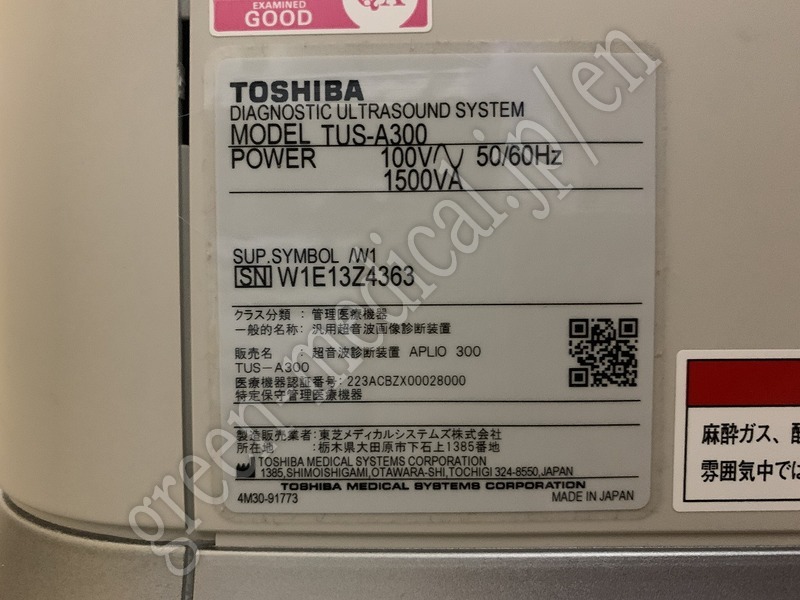 EXAMINED
GOOD
TOSHIBA
DIAGNOSTIC ULTRASOUND SYSTEM
MODEL TUS-A300
POWER 100V 50/60Hz
1500VA
SUP.SYMBOL /W1
SN W1E13Z4363
クラス分類 : 管理医療機器
一般的名称: 汎用超音波画像診断装置
販売名 : 超音波診断装置 APLIO 300
TUS-A300
医療機器認証番号: 223ACBZX00028000
特定保守管理医療機器
製造販売業者: 東芝メディカルシステムズ株式会社
所在地 : 栃木県大田原市下石上1385番地
TOSHIBA MEDICAL SYSTEMS CORPORATION
1385,SHIMOISHIGAMI,OTAWARA-SHI,TOCHIGI 324-8550,JAPAN
TOSHIBA MEDICAL SYSTEMS CORPORATION
4M30-91773 MADE IN JAPAN
麻酔ガス、
雰囲気中では
green-medical.jp/en